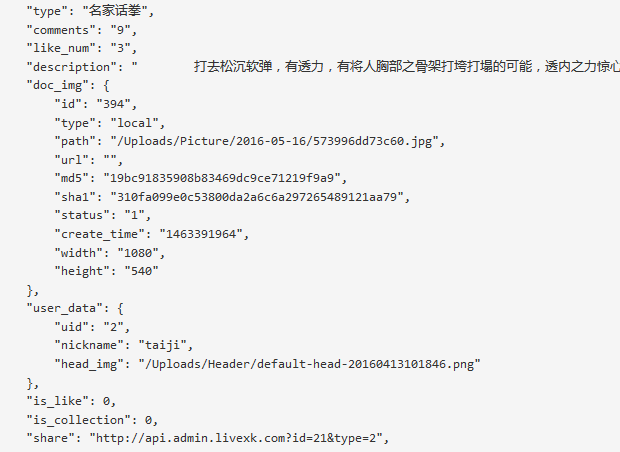 "type": "名家话拳",
"comments": "9",
"like_num": "3",
"description": " 打去松沉软弹，有透力，有将人胸部之骨架打垮打塌的可能，透内之力惊心
"doc_img": {
"id": "394",
"type": "local",
"path": "/Uploads/Picture/2016-05-16/573996dd73c60.jpg",
"url": "",
"md5": "19bc91835908b83469dc9ce71219f9a9",
"sha1": "310fa099e0c53800da2a6c6a297265489121aa79",
"status": "1",
"create_time": "1463391964",
"width": "1080",
"height": "540"
},
"user_data": {
"uid": "2",
"nickname": "taiji",
"head_img": "/Uploads/Header/default-head-20160413101846.png"
},
"is_like": 0,
"is_collection": 0,
"share": "http://api.admin.livexk.com?id=21&type=2",